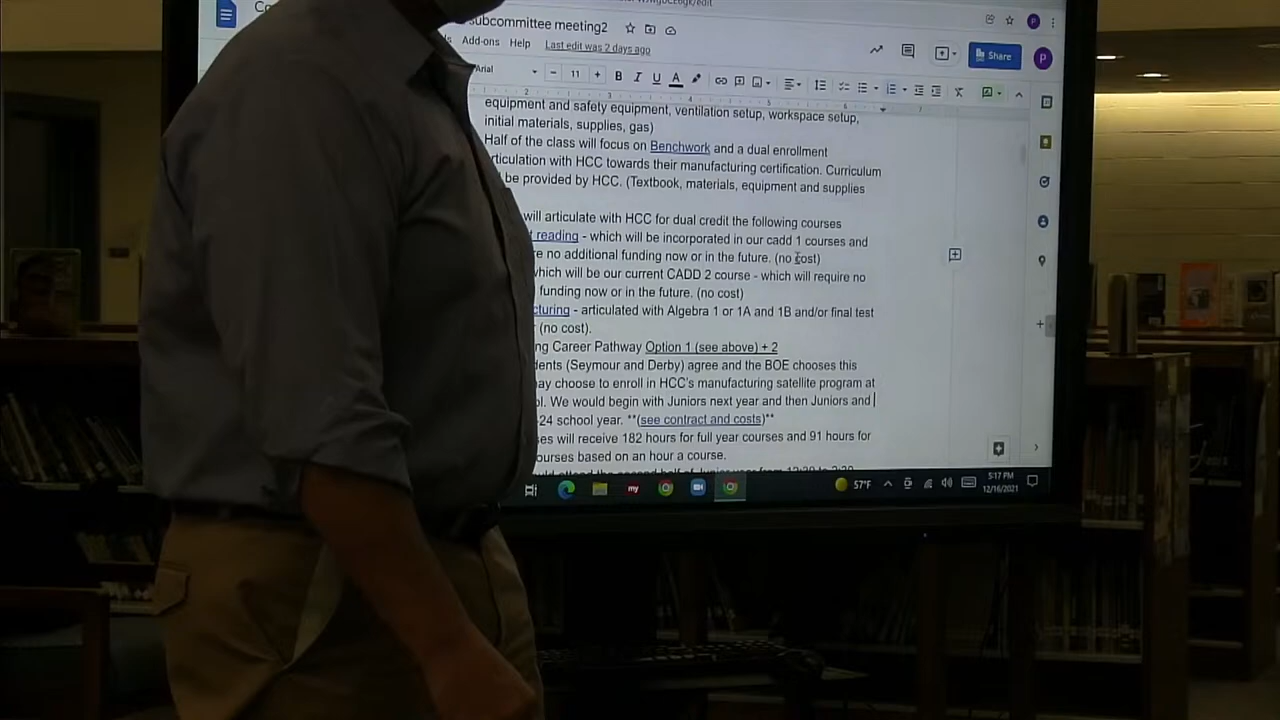 subcommittee meeting2
Add-ons Help Last edit was 2 days ago
Share
P
P
Arial 11 B I U A
2 3 4 5 6 7
equipment and safety equipment, ventilation setup, workspace setup,
initial materials, supplies, gas)
Half of the class will focus on Benchwork and a dual enrollment
rticulation with HCC towards their manufacturing certification. Curriculum
be provided by HCC. (Textbook, materials, equipment and supplies
will articulate with HCC for dual credit the following courses
t reading - which will be incorporated in our cadd 1 courses and
re no additional funding now or in the future. (no cost)
which will be our current CADD 2 course - which will require no
funding now or in the future. (no cost)
cturing - articulated with Algebra 1 or 1A and 1B and/or final test
r (no cost).
ng Career Pathway Option 1 (see above) + 2
dents (Seymour and Derby) agree and the BOE chooses this
may choose to enroll in HCC's manufacturing satellite program at
ol. We would begin with Juniors next year and then Juniors and
-24 school year. **(see contract and costs)**
ses will receive 182 hours for full year courses and 91 hours for
ourses based on an hour a course.
my
57°F
5:17 PM
12/16/2021